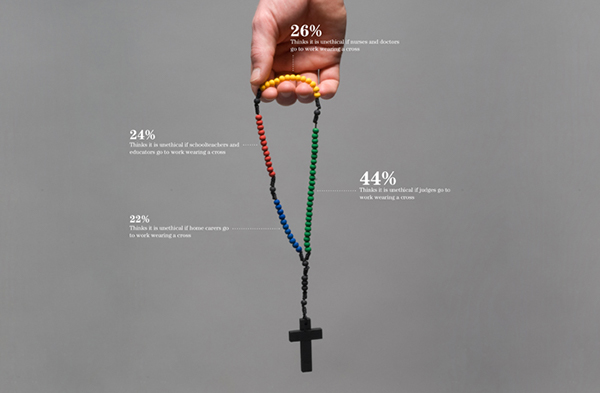 26%
Thinks it is unethical if nurses and doctors
go to work wearing a cross
24%
Thinks it is unethical if schoolteachers and
educators go to work wearing a cross
44%
Thinks it is unethical if judges go to
work wearing a cross
22%
Thinks it is unethical if home carers go
to work wearing a cross